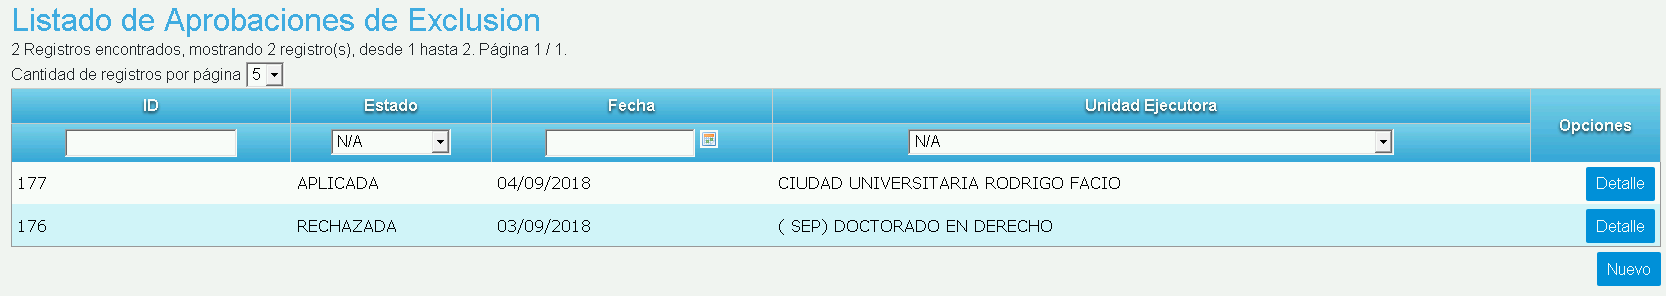 Listado de Aprobaciones de Exclusion
2 Registros encontrados, mostrando 2 registro(s), desde 1 hasta 2. Página 1 / 1.
Cantidad de registros por página 5
ID Estado Fecha Unidad Ejecutora Opciones
N/A N/A
177 APLICADA 04/09/2018 CIUDAD UNIVERSITARIA RODRIGO FACIO Detalle
176 RECHAZADA 03/09/2018 ( SEP) DOCTORADO EN DERECHO Detalle
Nuevo